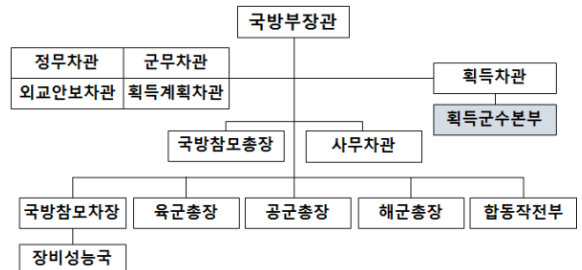 국방부장관
정무차관 군무차관
외교안보차관 획득계획차관
획득차관
획득군수본부
국방참모총장 사무차관
국방참모차장 육군총장 공군총장 해군총장 합동작전부
장비성능국